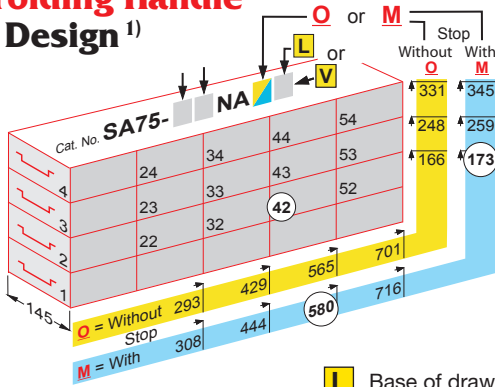 Folding Handle
Design 1)
O or M
Stop
Without With
O M
L or
V
Cat. No. SA75- NA
331 345
248 259
166 173
54
44
34
24
4
53
43
33
23
3
52
42
32
22
2
1
145
O = Without 293 429 565 701
Stop
M = With 308 444 580 716
L Base of draw